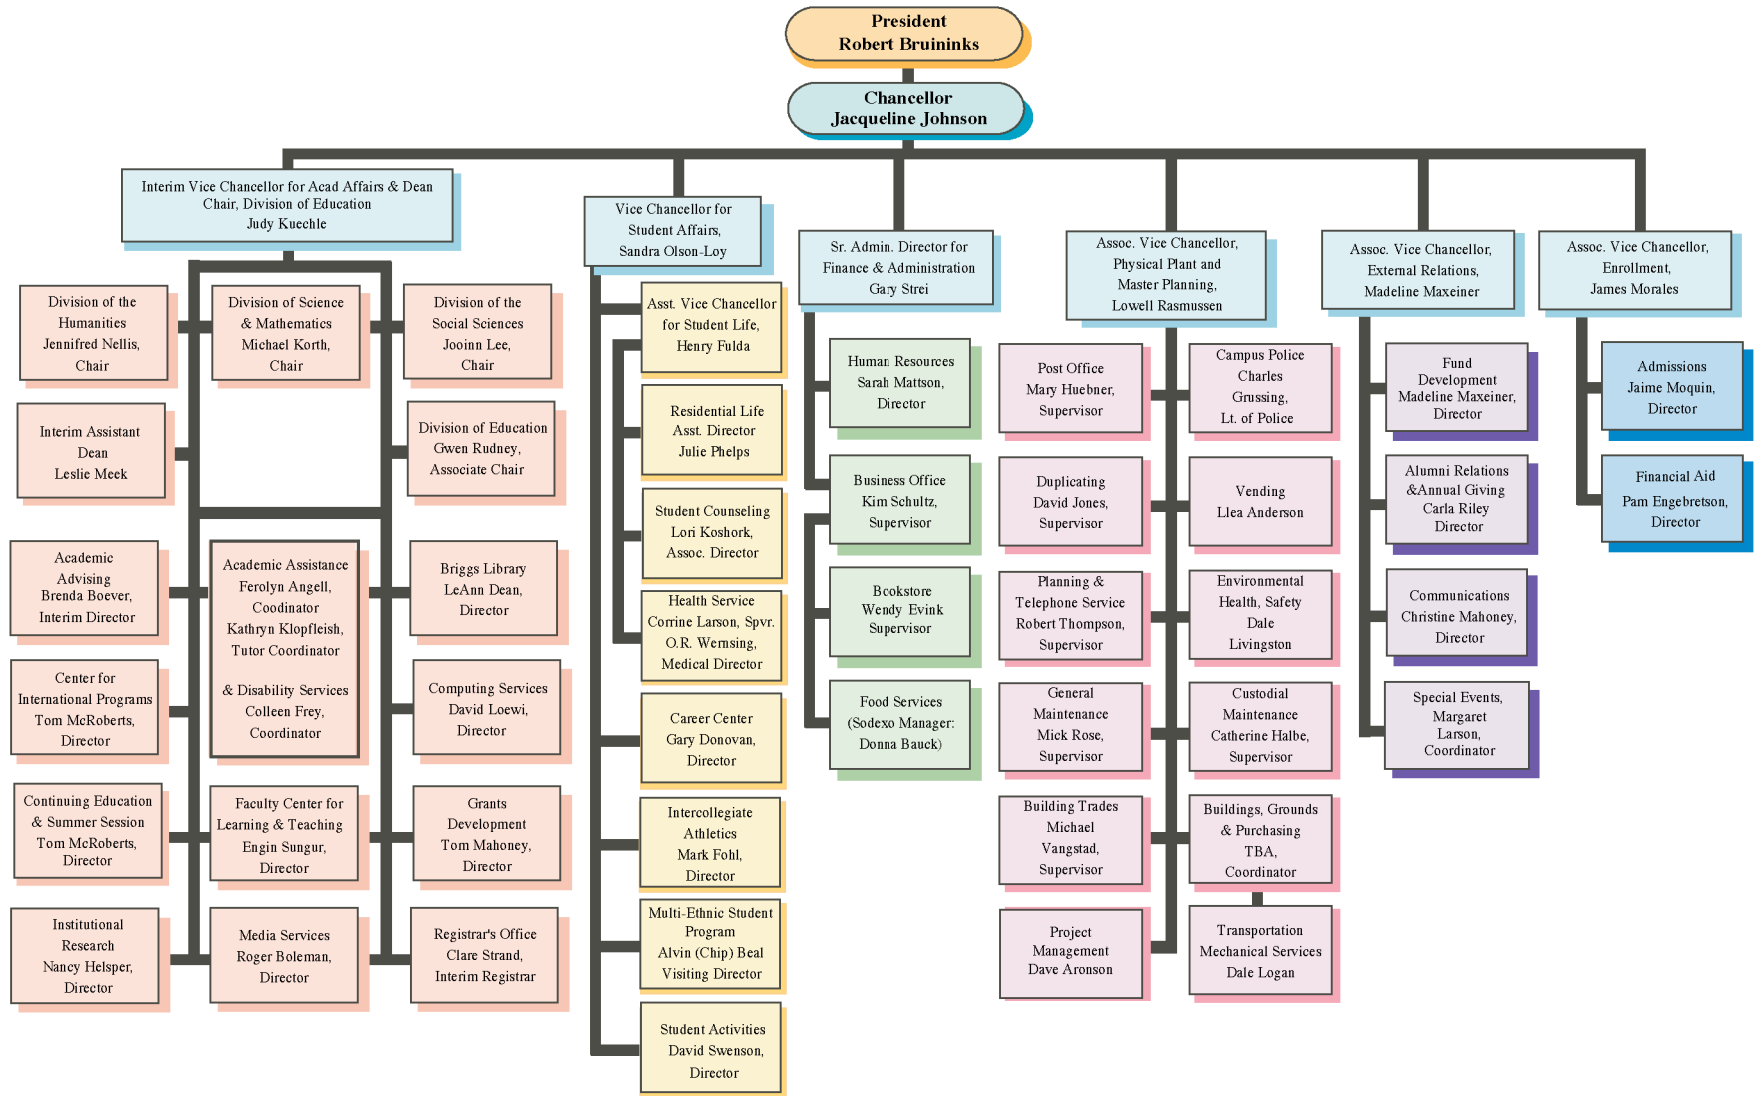 President
Robert Bruininks
Chancellor
Jacqueline Johnson
Interim Vice Chancellor for Acad Affairs & Dean
Chair, Division of Education
Judy Kuechle
Division of the
Humanities
Jennifred Nellis,
Chair
Division of Science
& Mathematics
Michael Korth,
Chair
Division of the
Social Sciences
Jooinn Lee,
Chair
Interim Assistant
Dean
Leslie Meek
Division of Education
Gwen Rudney,
Associate Chair
Academic
Advising
Brenda Boever,
Interim Director
Academic Assistance
Ferolyn Angell,
Coodinator
Kathryn Klopfleish,
Tutor Coordinator
& Disability Services
Colleen Frey,
Coordinator
Briggs Library
LeAnn Dean,
Director
Center for
International Programs
Tom McRoberts,
Director
Computing Services
David Loewi,
Director
Continuing Education
& Summer Session
Tom McRoberts,
Director
Faculty Center for
Learning & Teaching
Engin Sungur,
Director
Grants
Development
Tom Mahoney,
Director
Institutional
Research
Nancy Helsper,
Director
Media Services
Roger Boleman,
Director
Registrar's Office
Clare Strand,
Interim Registrar
Vice Chancellor for
Student Affairs,
Sandra Olson-Loy
Asst. Vice Chancellor
for Student Life,
Henry Fulda
Residential Life
Asst. Director
Julie Phelps
Student Counseling
Lori Koshork,
Assoc. Director
Health Service
Corrine Larson, Spvr.
O.R. Wernsing,
Medical Director
Career Center
Gary Donovan,
Director
Intercollegiate
Athletics
Mark Fohl,
Director
Multi-Ethnic Student
Program
Alvin (Chip) Beal
Visiting Director
Student Activities
David Swenson,
Director
Sr. Admin. Director for
Finance & Administration
Gary Strei
Human Resources
Sarah Mattson,
Director
Business Office
Kim Schultz,
Supervisor
Bookstore
Wendy Evink
Supervisor
Food Services
(Sodexo Manager:
Donna Bauck)
Assoc. Vice Chancellor,
Physical Plant and
Master Planning,
Lowell Rasmussen
Post Office
Mary Huebner,
Supervisor
Campus Police
Charles
Grussing,
Lt. of Police
Duplicating
David Jones,
Supervisor
Vending
Llea Anderson
Planning &
Telephone Service
Robert Thompson,
Supervisor
Environmental
Health, Safety
Dale
Livingston
General
Maintenance
Mick Rose,
Supervisor
Custodial
Maintenance
Catherine Halbe,
Supervisor
Building Trades
Michael
Vangstad,
Supervisor
Buildings, Grounds
& Purchasing
TBA,
Coordinator
Project
Management
Dave Aronson
Transportation
Mechanical Services
Dale Logan
Assoc. Vice Chancellor,
External Relations,
Madeline Maxeiner
Fund
Development
Madeline Maxeiner,
Director
Alumni Relations
&Annual Giving
Carla Riley
Director
Communications
Christine Mahoney,
Director
Special Events,
Margaret
Larson,
Coordinator
Assoc. Vice Chancellor,
Enrollment,
James Morales
Admissions
Jaime Moquin,
Director
Financial Aid
Pam Engebretson,
Director